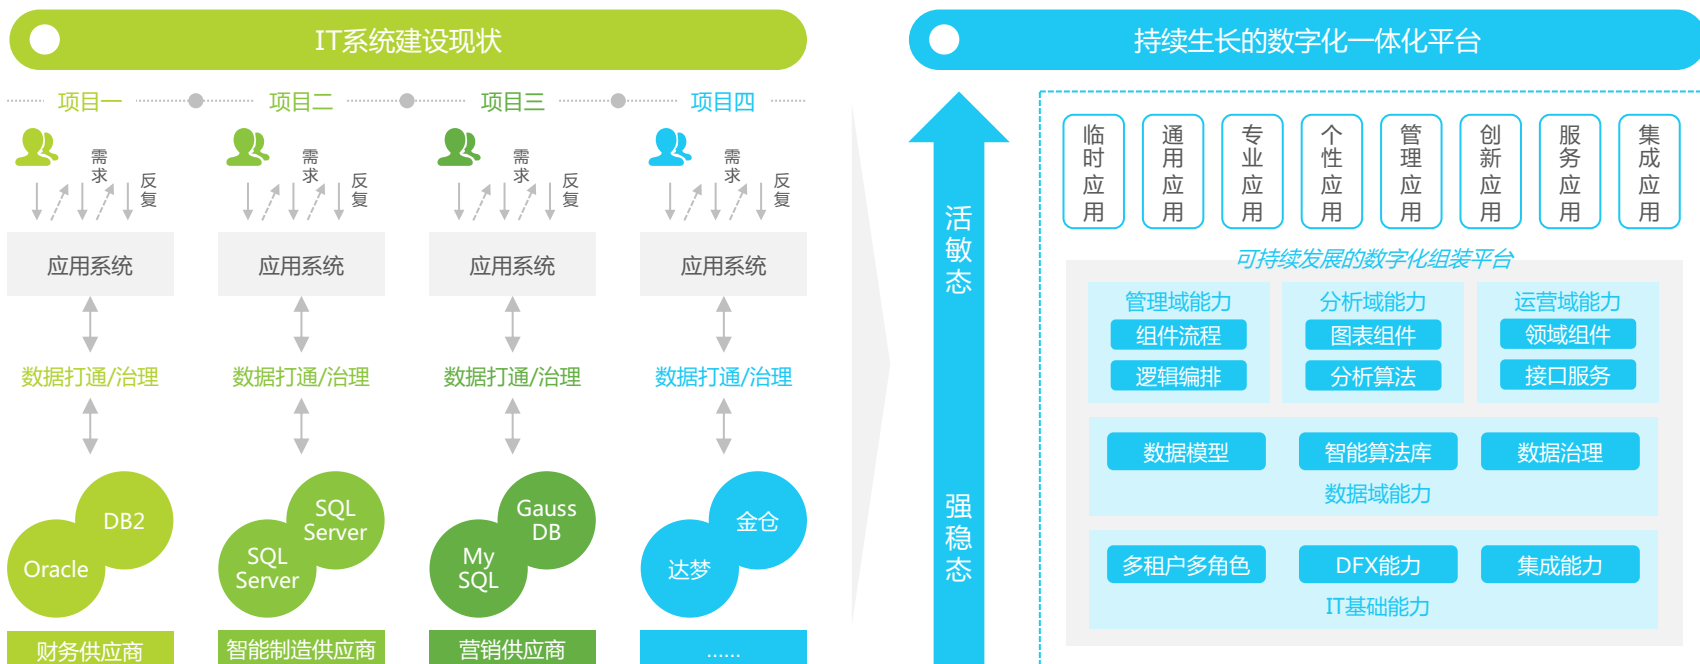 IT系统建设现状
项目一
项目二
项目三
项目四
需求
反复
需求
反复
需求
反复
需求
反复
应用系统
应用系统
应用系统
应用系统
数据打通/治理
数据打通/治理
数据打通/治理
数据打通/治理
DB2
Oracle
SQL
Server
SQL
Server
Gauss
DB
My
SQL
金仓
达梦
财务供应商
智能制造供应商
营销供应商
......
持续生长的数字化一体化平台
活敏态
强稳态
临时应用
通用应用
专业应用
个性应用
管理应用
创新应用
服务应用
集成应用
可持续发展的数字化组装平台
管理域能力
组件流程
逻辑编排
分析域能力
图表组件
分析算法
运营域能力
领域组件
接口服务
数据模型
智能算法库
数据治理
数据域能力
多租户多角色
DFX能力
集成能力
IT基础能力